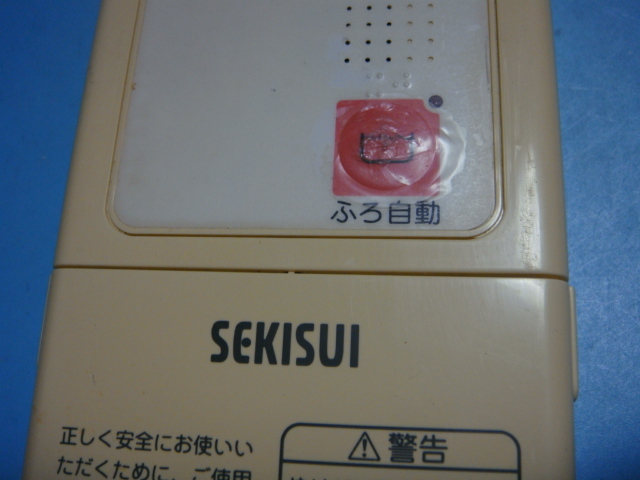 ふろ自動
SEKISUI
正しく安全にお使いい
ただくために、ご使用
警告